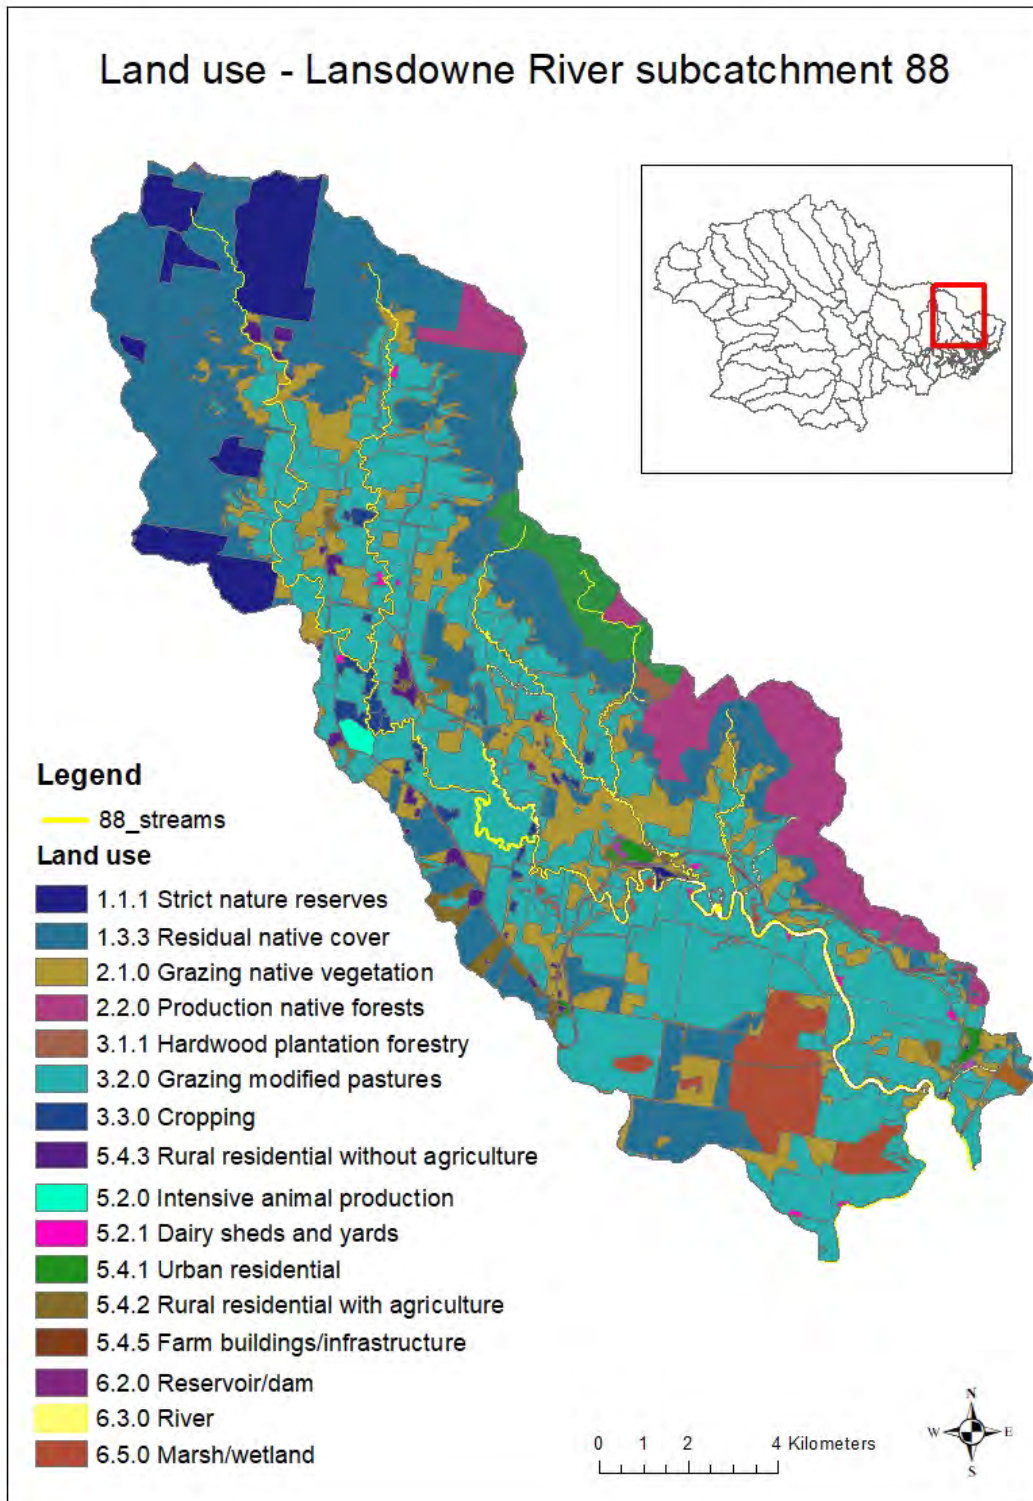 Land use - Lansdowne River subcatchment 88
Legend
88_streams
Land use
1.1.1 Strict nature reserves
1.3.3 Residual native cover
2.1.0 Grazing native vegetation
2.2.0 Production native forests
3.1.1 Hardwood plantation forestry
3.2.0 Grazing modified pastures
3.3.0 Cropping
5.4.3 Rural residential without agriculture
5.2.0 Intensive animal production
5.2.1 Dairy sheds and yards
5.4.1 Urban residential
5.4.2 Rural residential with agriculture
5.4.5 Farm buildings/infrastructure
6.2.0 Reservoir/dam
6.3.0 River
6.5.0 Marsh/wetland
0 1 2 4 Kilometers
N
W E
S